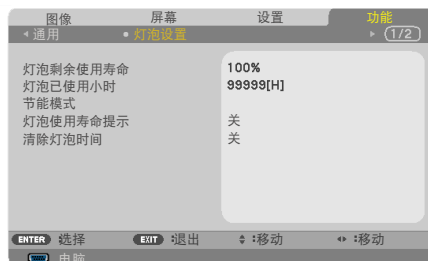 图像 屏幕 设置 功能
通用 灯泡设置 (1/2)
灯泡剩余使用寿命 100%
灯泡已使用小时 99999[H]
节能模式
灯泡使用寿命提示 关
清除灯泡时间 关
ENTER :选择 EXIT :退出 :移动 :移动
电脑